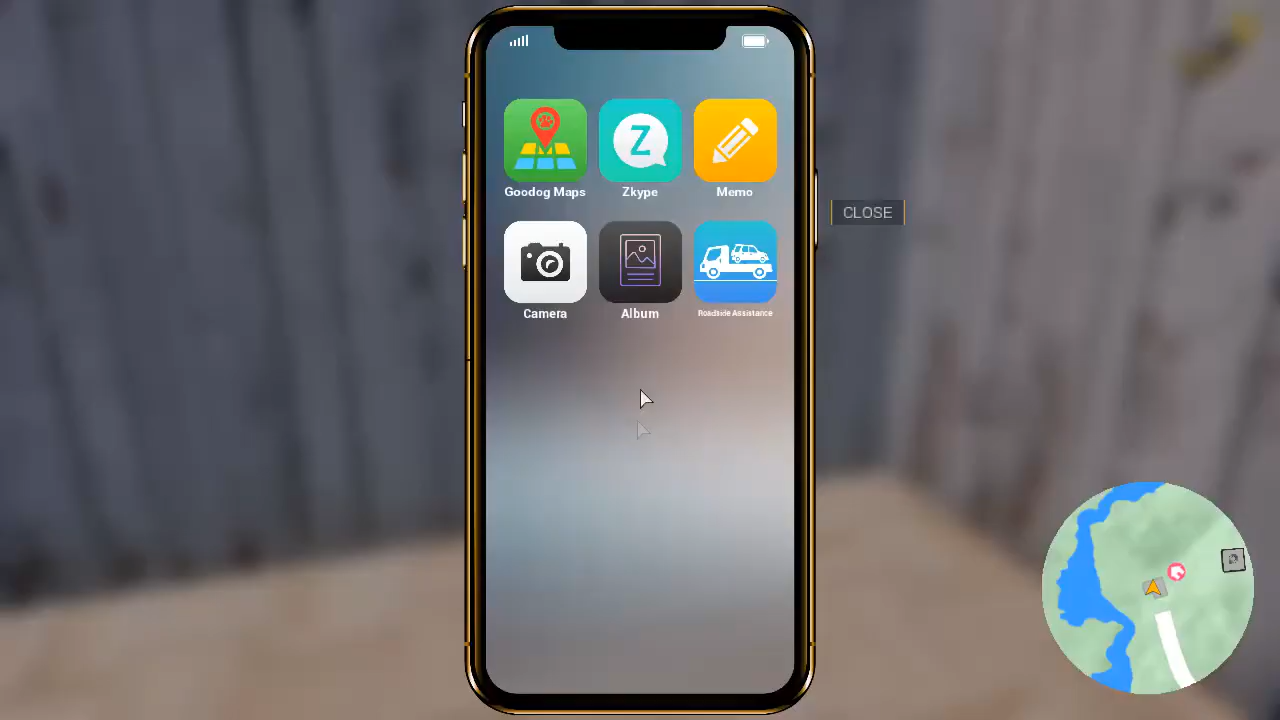 Goodog Maps
Zkype
Memo
CLOSE
Camera
Album
Roadside Assistance